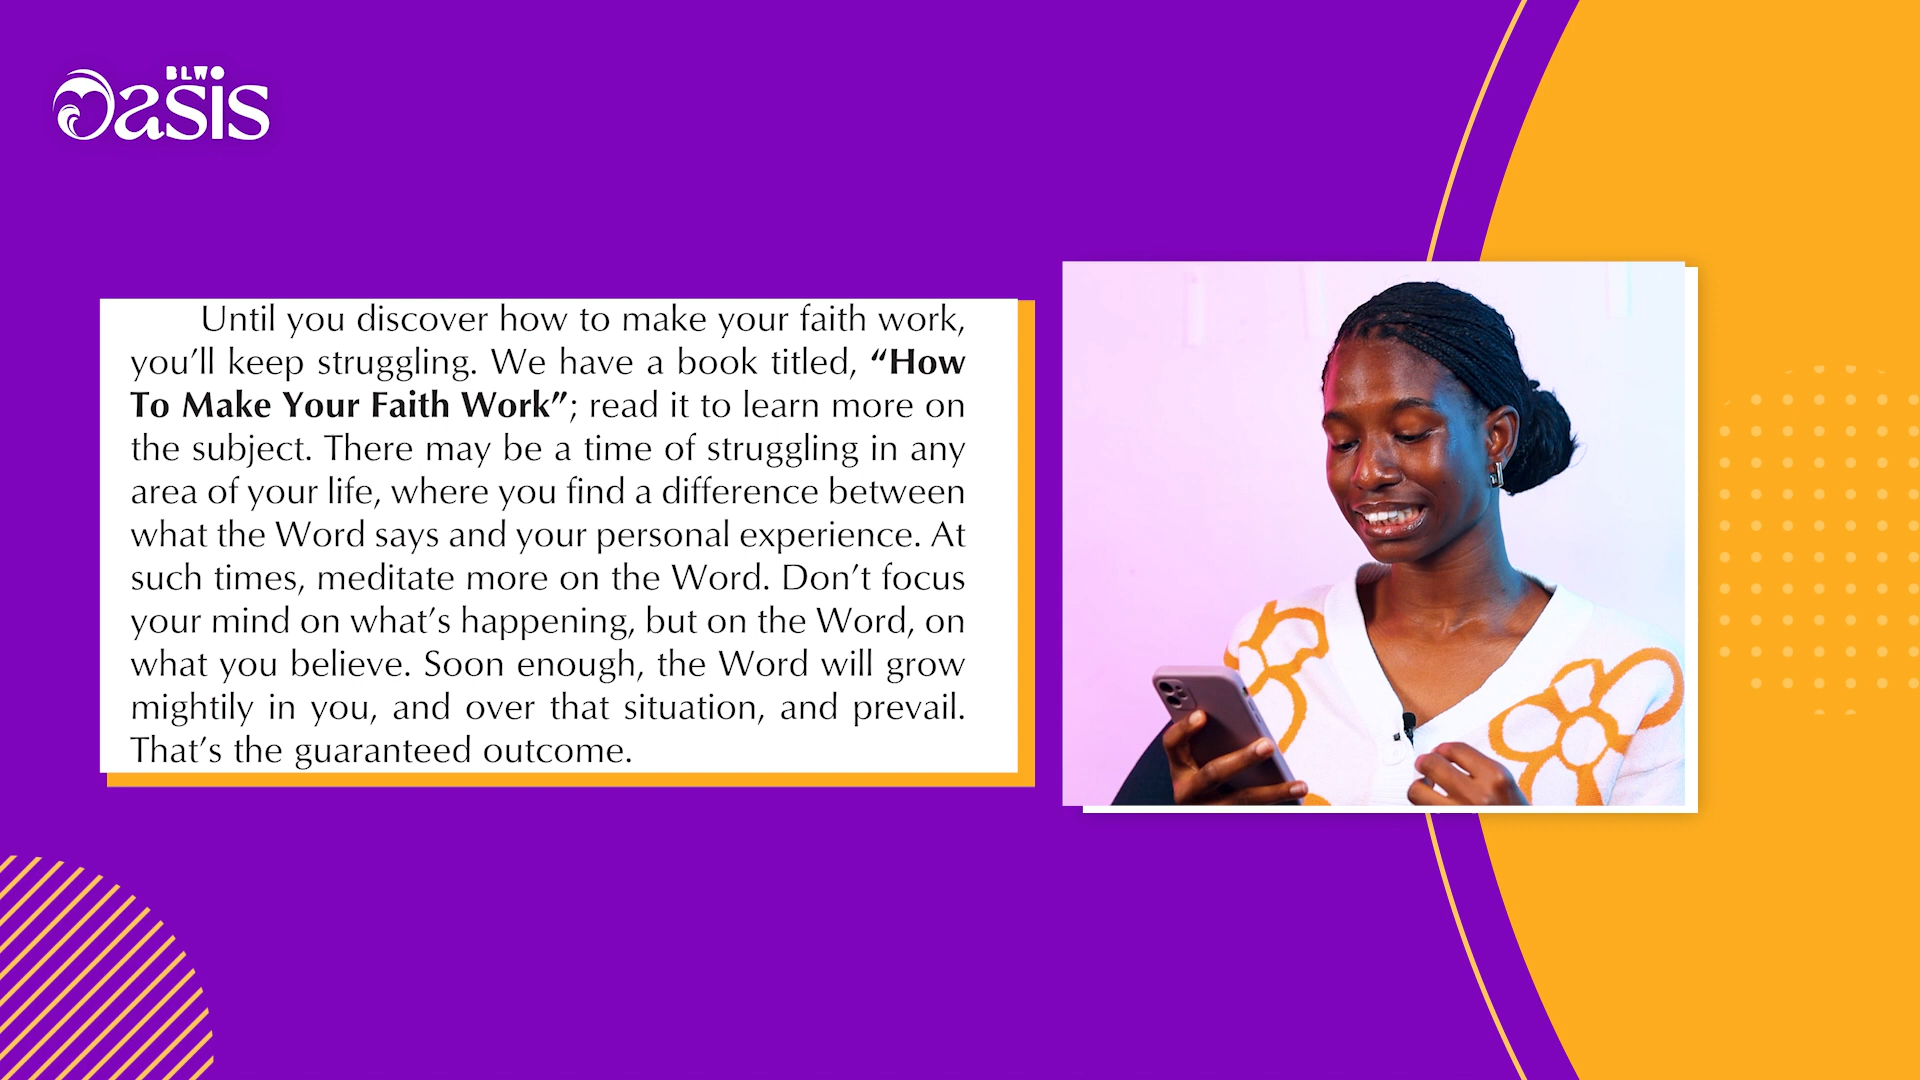 BLWO
Oasis
Until you discover how to make your faith work,
you’ll keep struggling. We have a book titled, “How
To Make Your Faith Work”; read it to learn more on
the subject. There may be a time of struggling in any
area of your life, where you find a difference between
what the Word says and your personal experience. At
such times, meditate more on the Word. Don’t focus
your mind on what’s happening, but on the Word, on
what you believe. Soon enough, the Word will grow
mightily in you, and over that situation, and prevail.
That’s the guaranteed outcome.